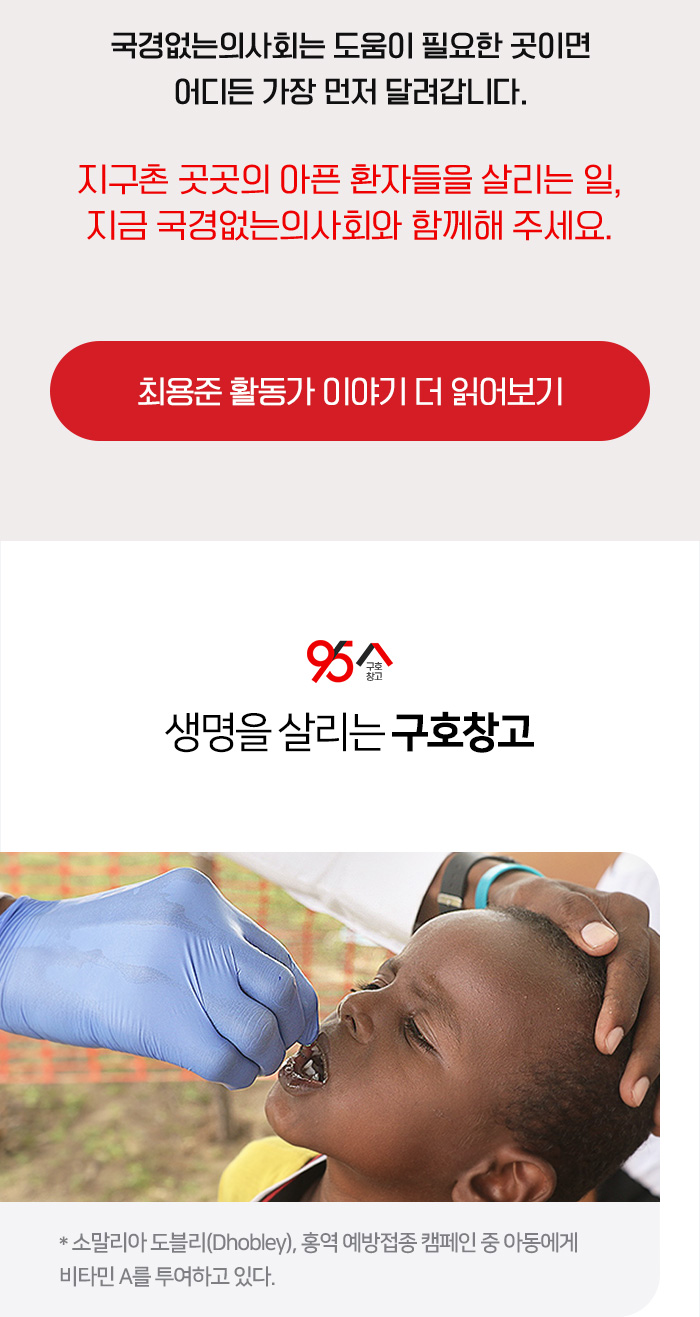 국경없는의사회는 도움이 필요한 곳이면
어디든 가장 먼저 달려갑니다.
지구촌 곳곳의 아픈 환자들을 살리는 일,
지금 국경없는의사회와 함께해 주세요.
최용준 활동가 이야기 더 읽어보기
95
구호
창고
생명을 살리는 구호창고
* 소말리아 도블리(Dhobley), 홍역 예방접종 캠페인 중 아동에게
비타민 A를 투여하고 있다.